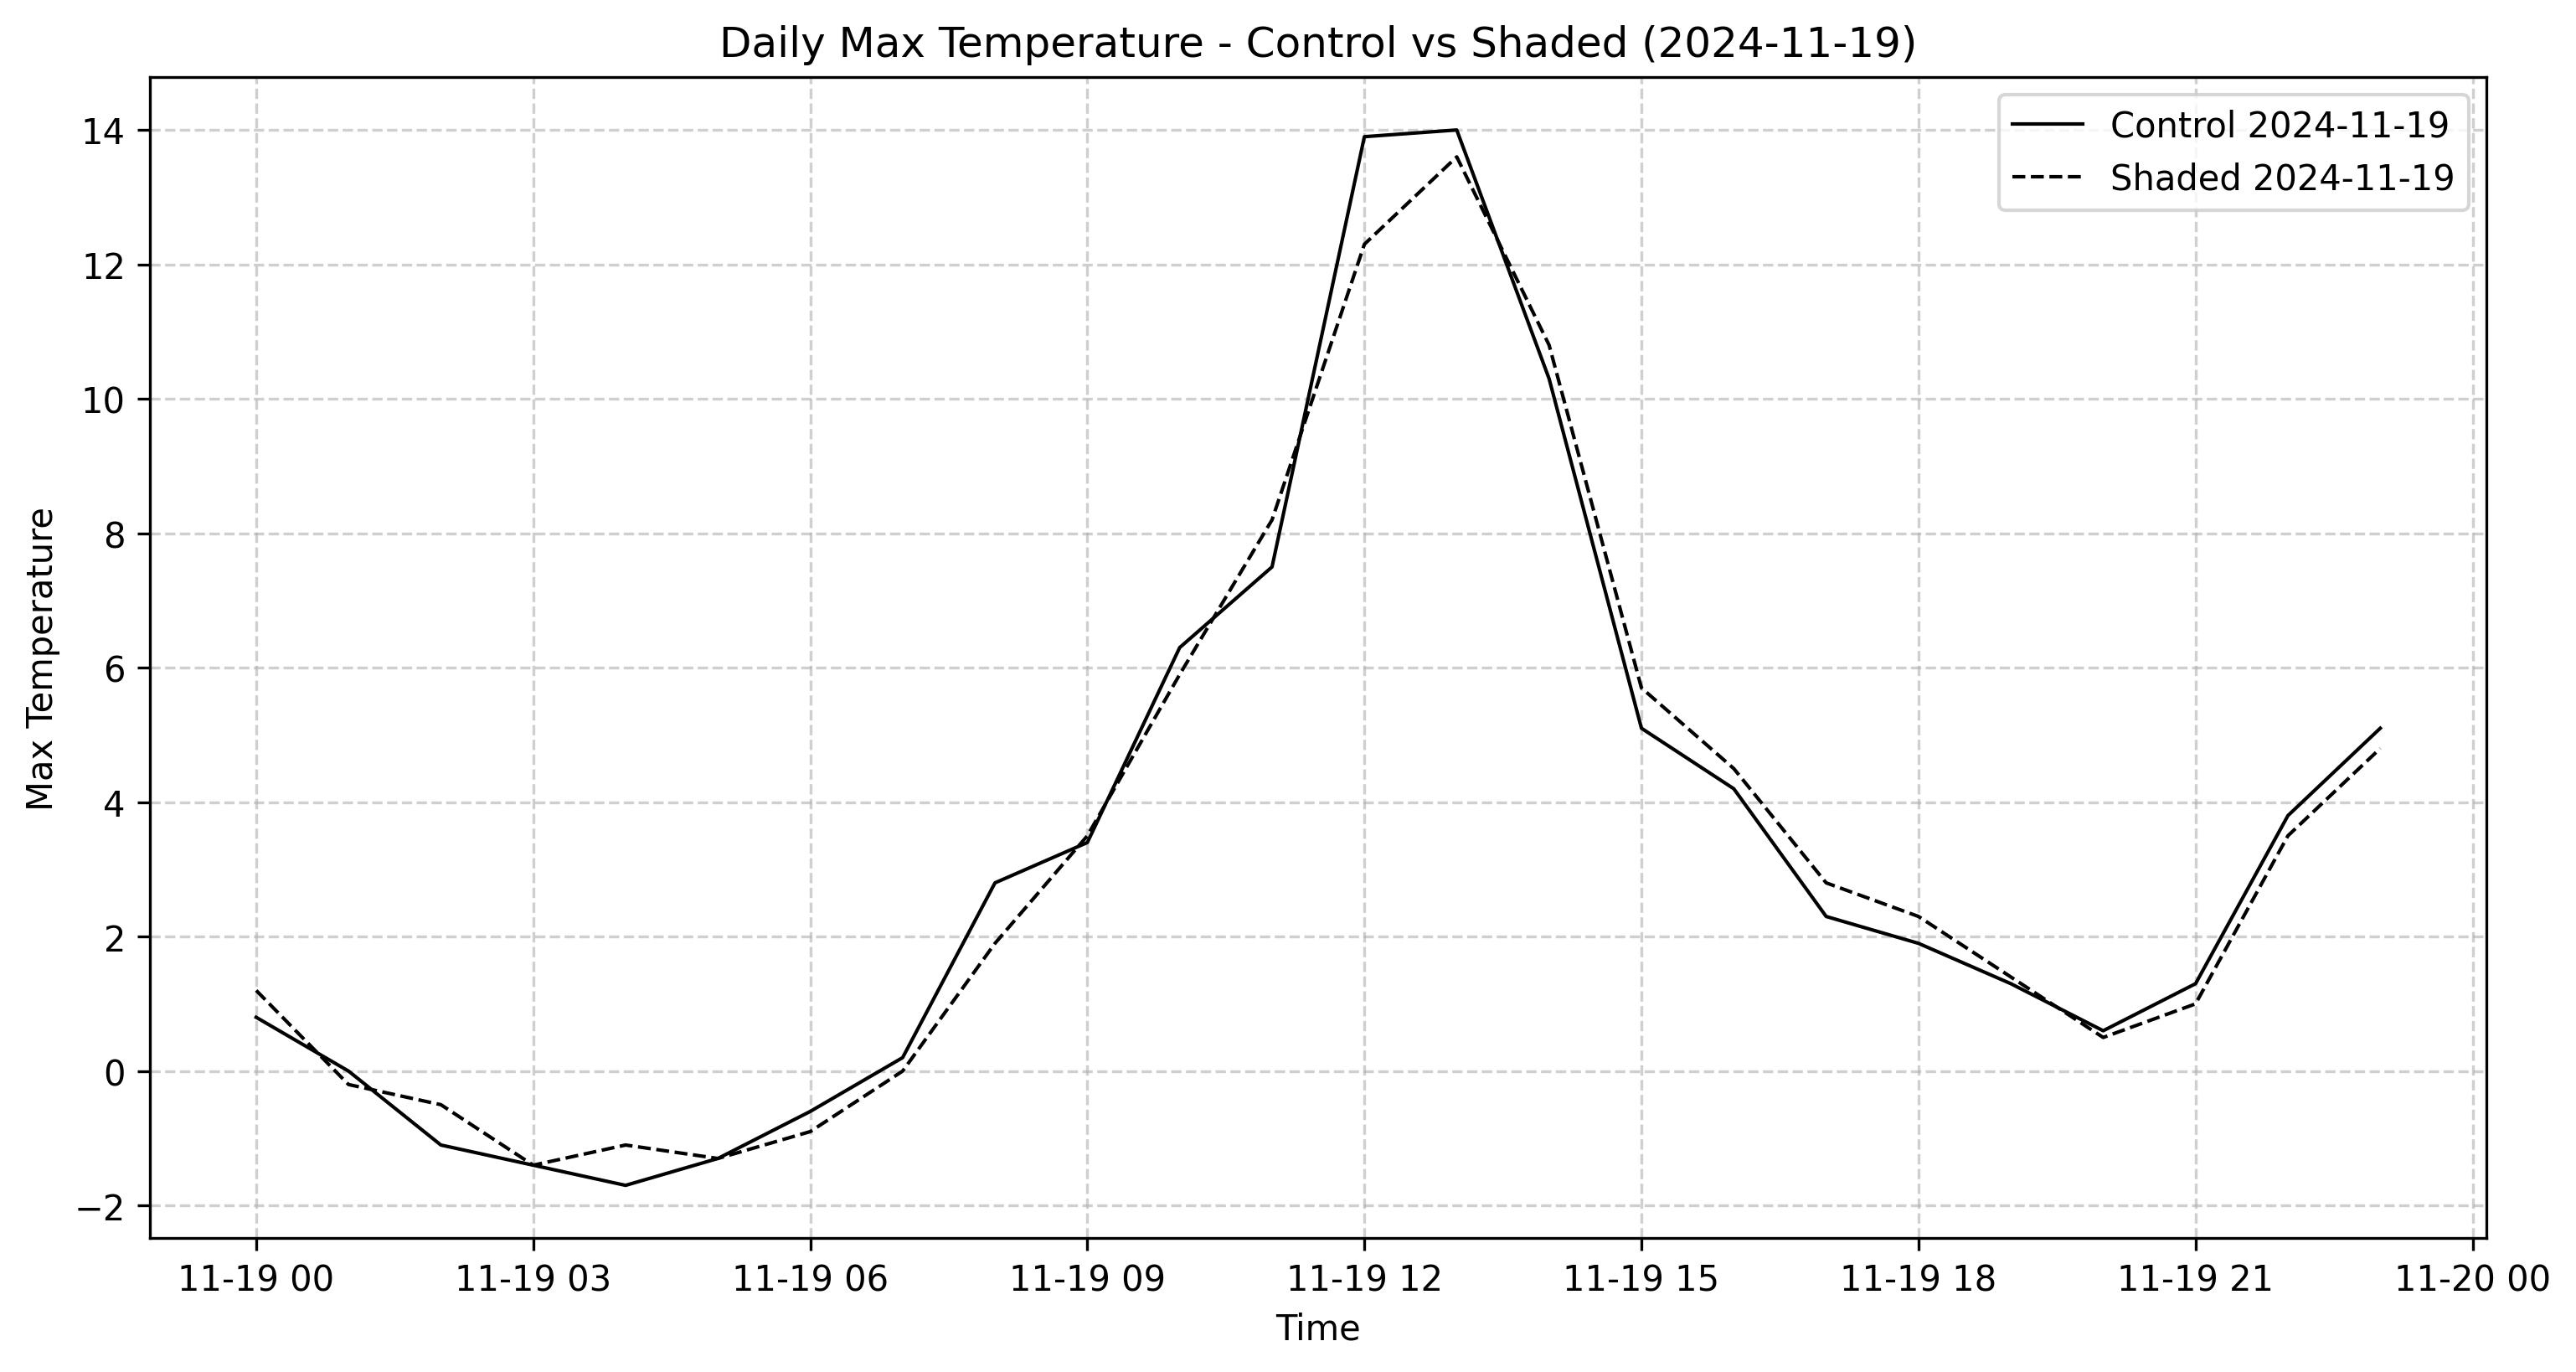 Daily Max Temperature - Control vs Shaded (2024-11-19)
Control 2024-11-19
Shaded 2024-11-19
Max Temperature
14
12
10
8
6
4
2
0
−2
11-19 00 11-19 03 11-19 06 11-19 09 11-19 12 11-19 15 11-19 18 11-19 21 11-20 00
Time